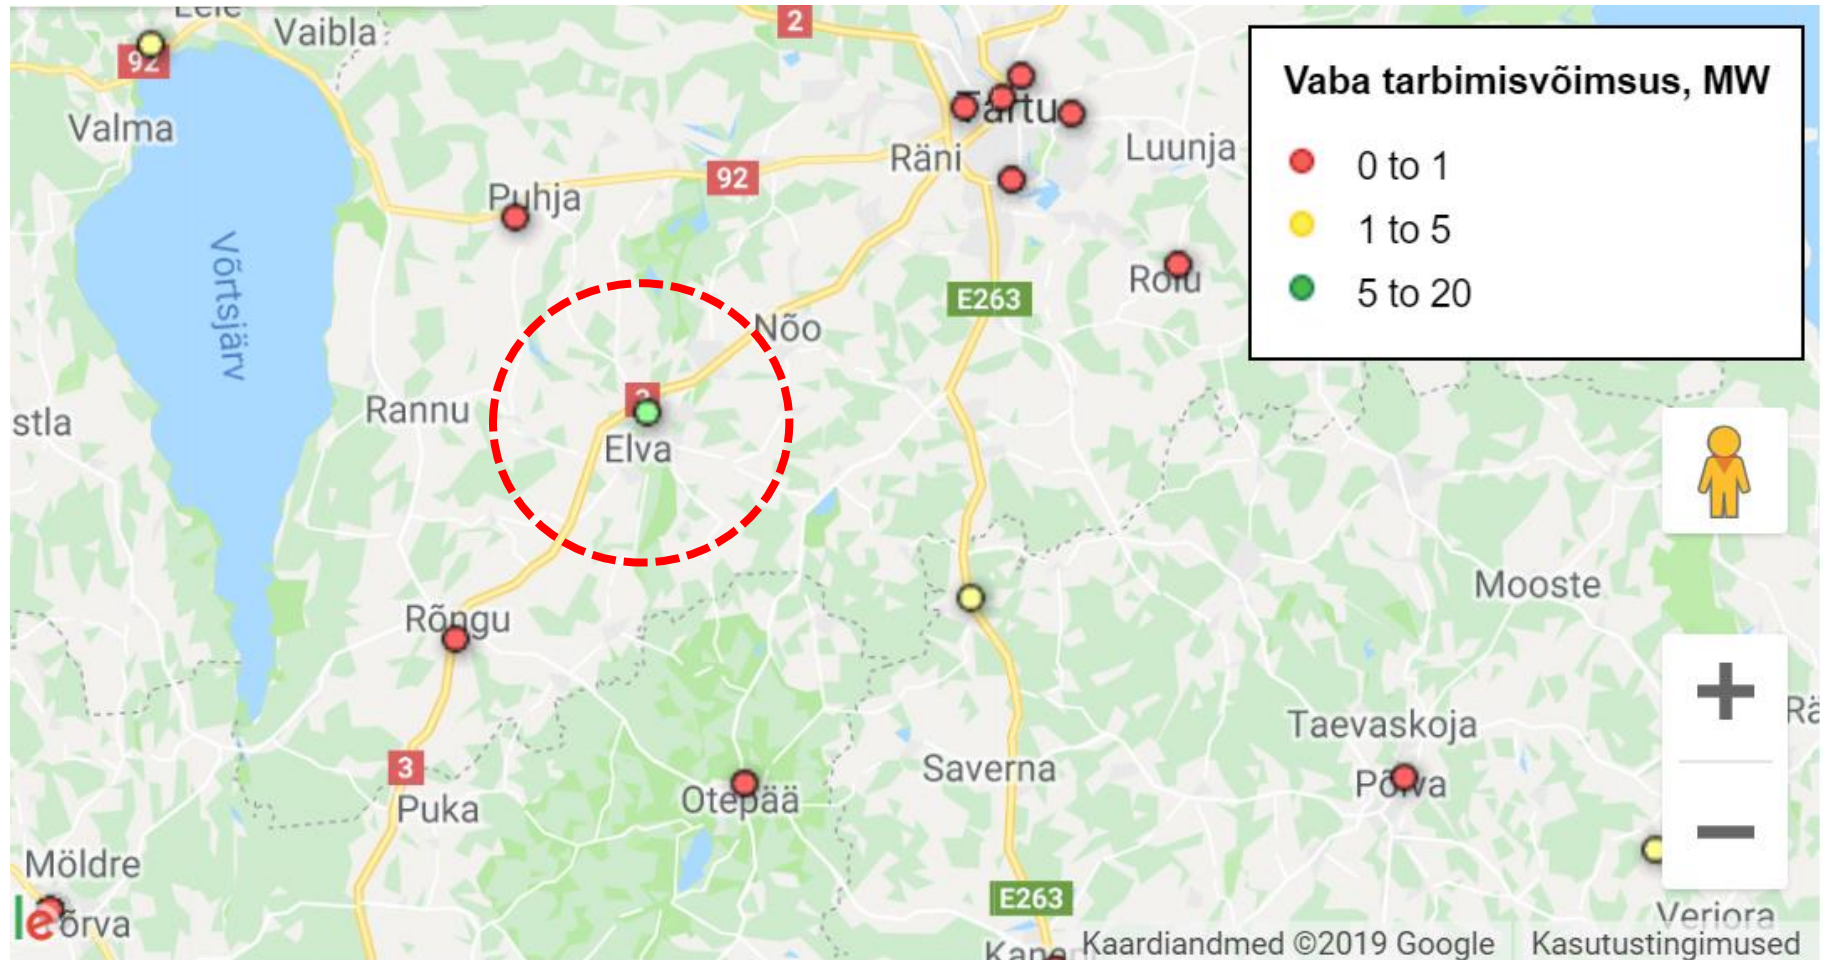 Vaibla
92
Valma
2
Tartu
Räni
Luunja
92
Puhja
Võrtsjärv
E263
Nõo
Vaba tarbimisvõimsus, MW
0 to 1
1 to 5
5 to 20
stla
Rannu
Elva
Mooste
Rõngu
Taevaskoja
Põlva
Saverna
3
Puka
Otepää
Möldre
E263
Veriora
Kaardiandmed ©2019 Google
Kasutustingimused